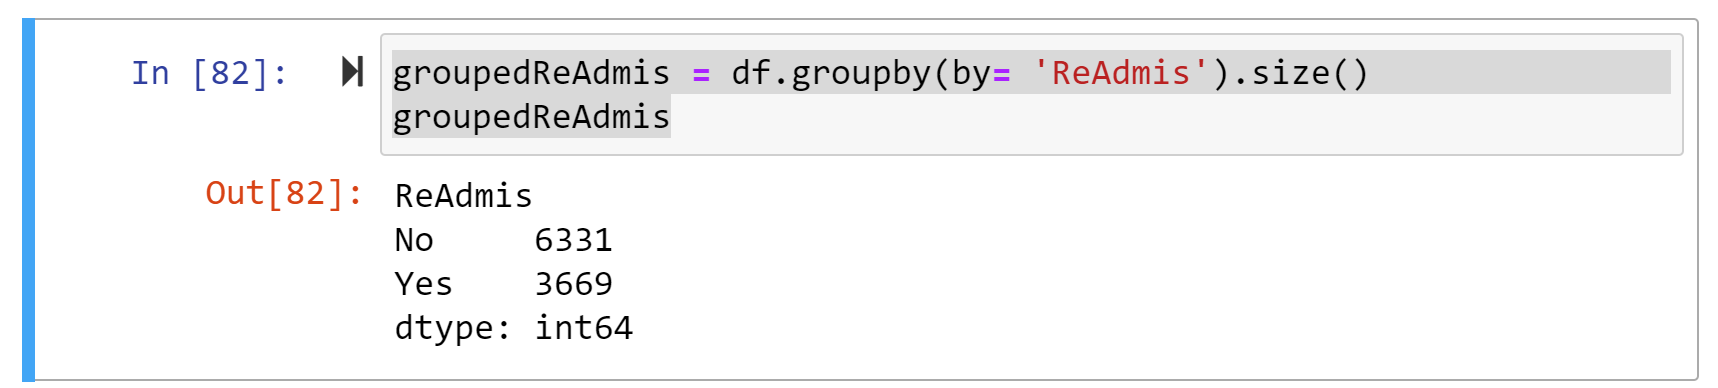 In [82]: groupedReAdmis = df.groupby(by= 'ReAdmis').size()
groupedReAdmis
Out[82]: ReAdmis
No 6331
Yes 3669
dtype: int64